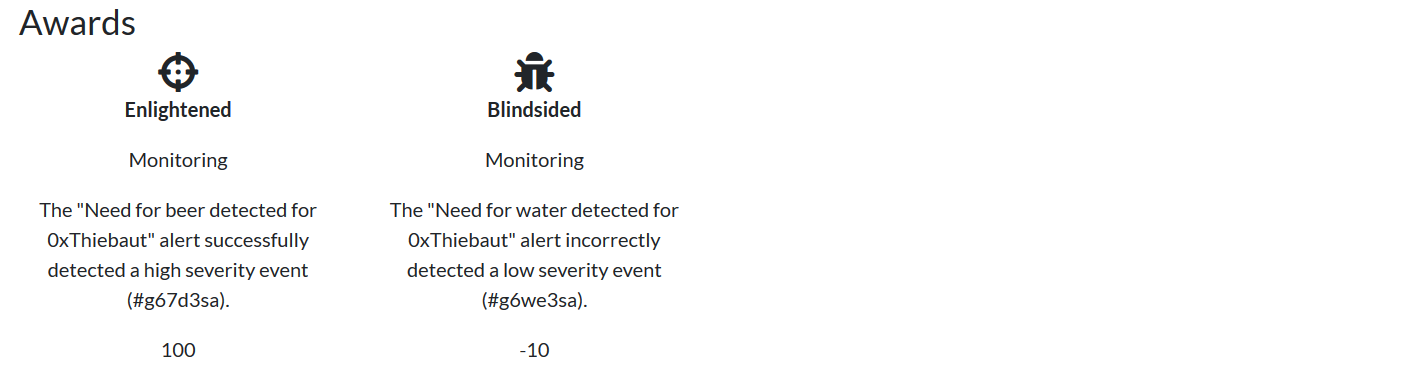 Awards
Enlightened
Monitoring
The "Need for beer detected for
0xThiebaut" alert successfully
detected a high severity event
(#g67d3sa).
100
Blindsided
Monitoring
The "Need for water detected for
0xThiebaut" alert incorrectly
detected a low severity event
(#g6we3sa).
-10